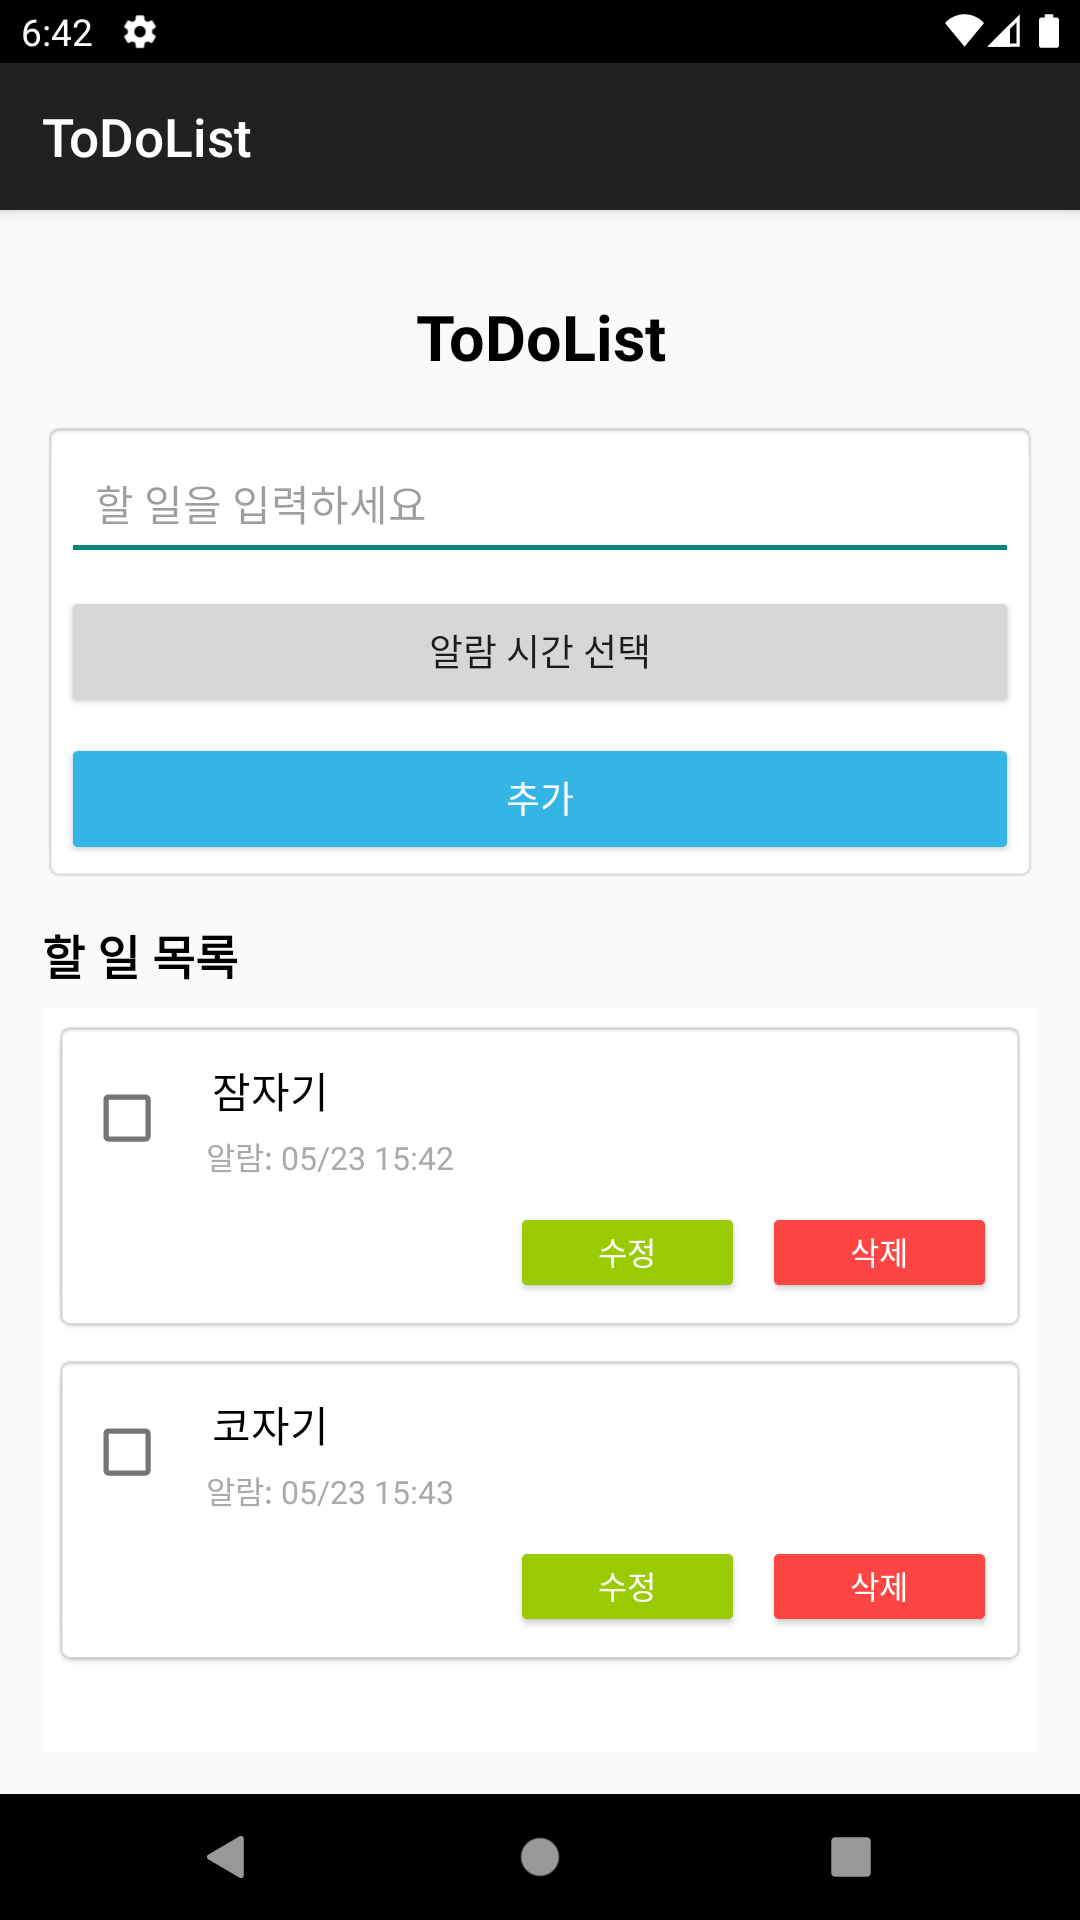 6:42
ToDoList
ToDoList
할 일을 입력하세요
알람 시간 선택
추가
할 일 목록
잠자기
알람: 05/23 15:42
수정 삭제
코자기
알람: 05/23 15:43
수정 삭제